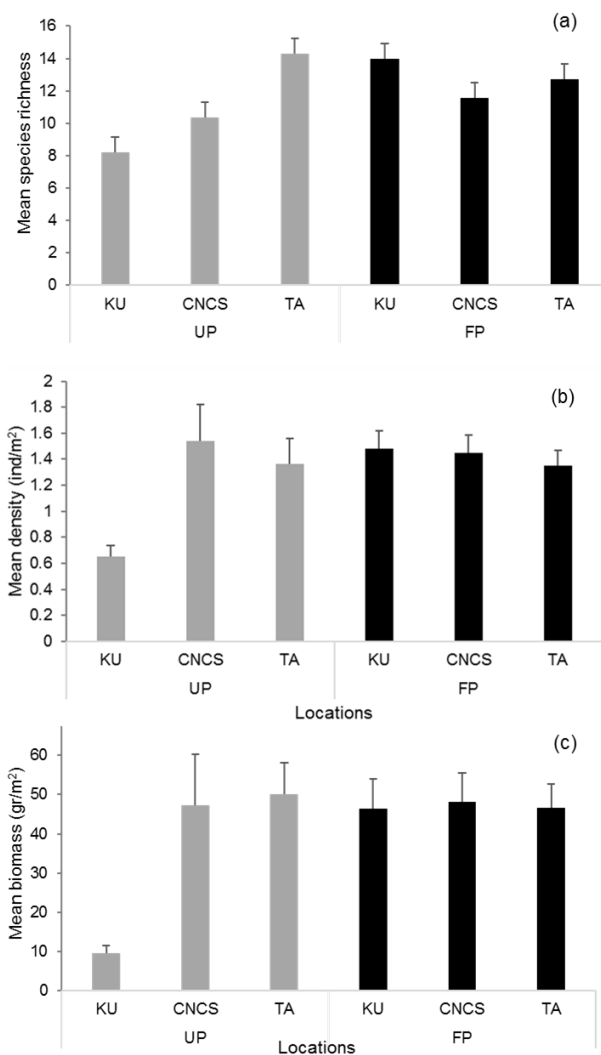 (a)
Mean species richness
16
14
12
10
8
6
4
2
0
KU CNCS TA KU CNCS TA
UP FP
(b)
Mean density (ind/m²)
2
1.8
1.6
1.4
1.2
1
0.8
0.6
0.4
0.2
0
KU CNCS TA KU CNCS TA
UP FP
Locations
(c)
Mean biomass (gr/m²)
60
50
40
30
20
10
0
KU CNCS TA KU CNCS TA
UP FP
Locations